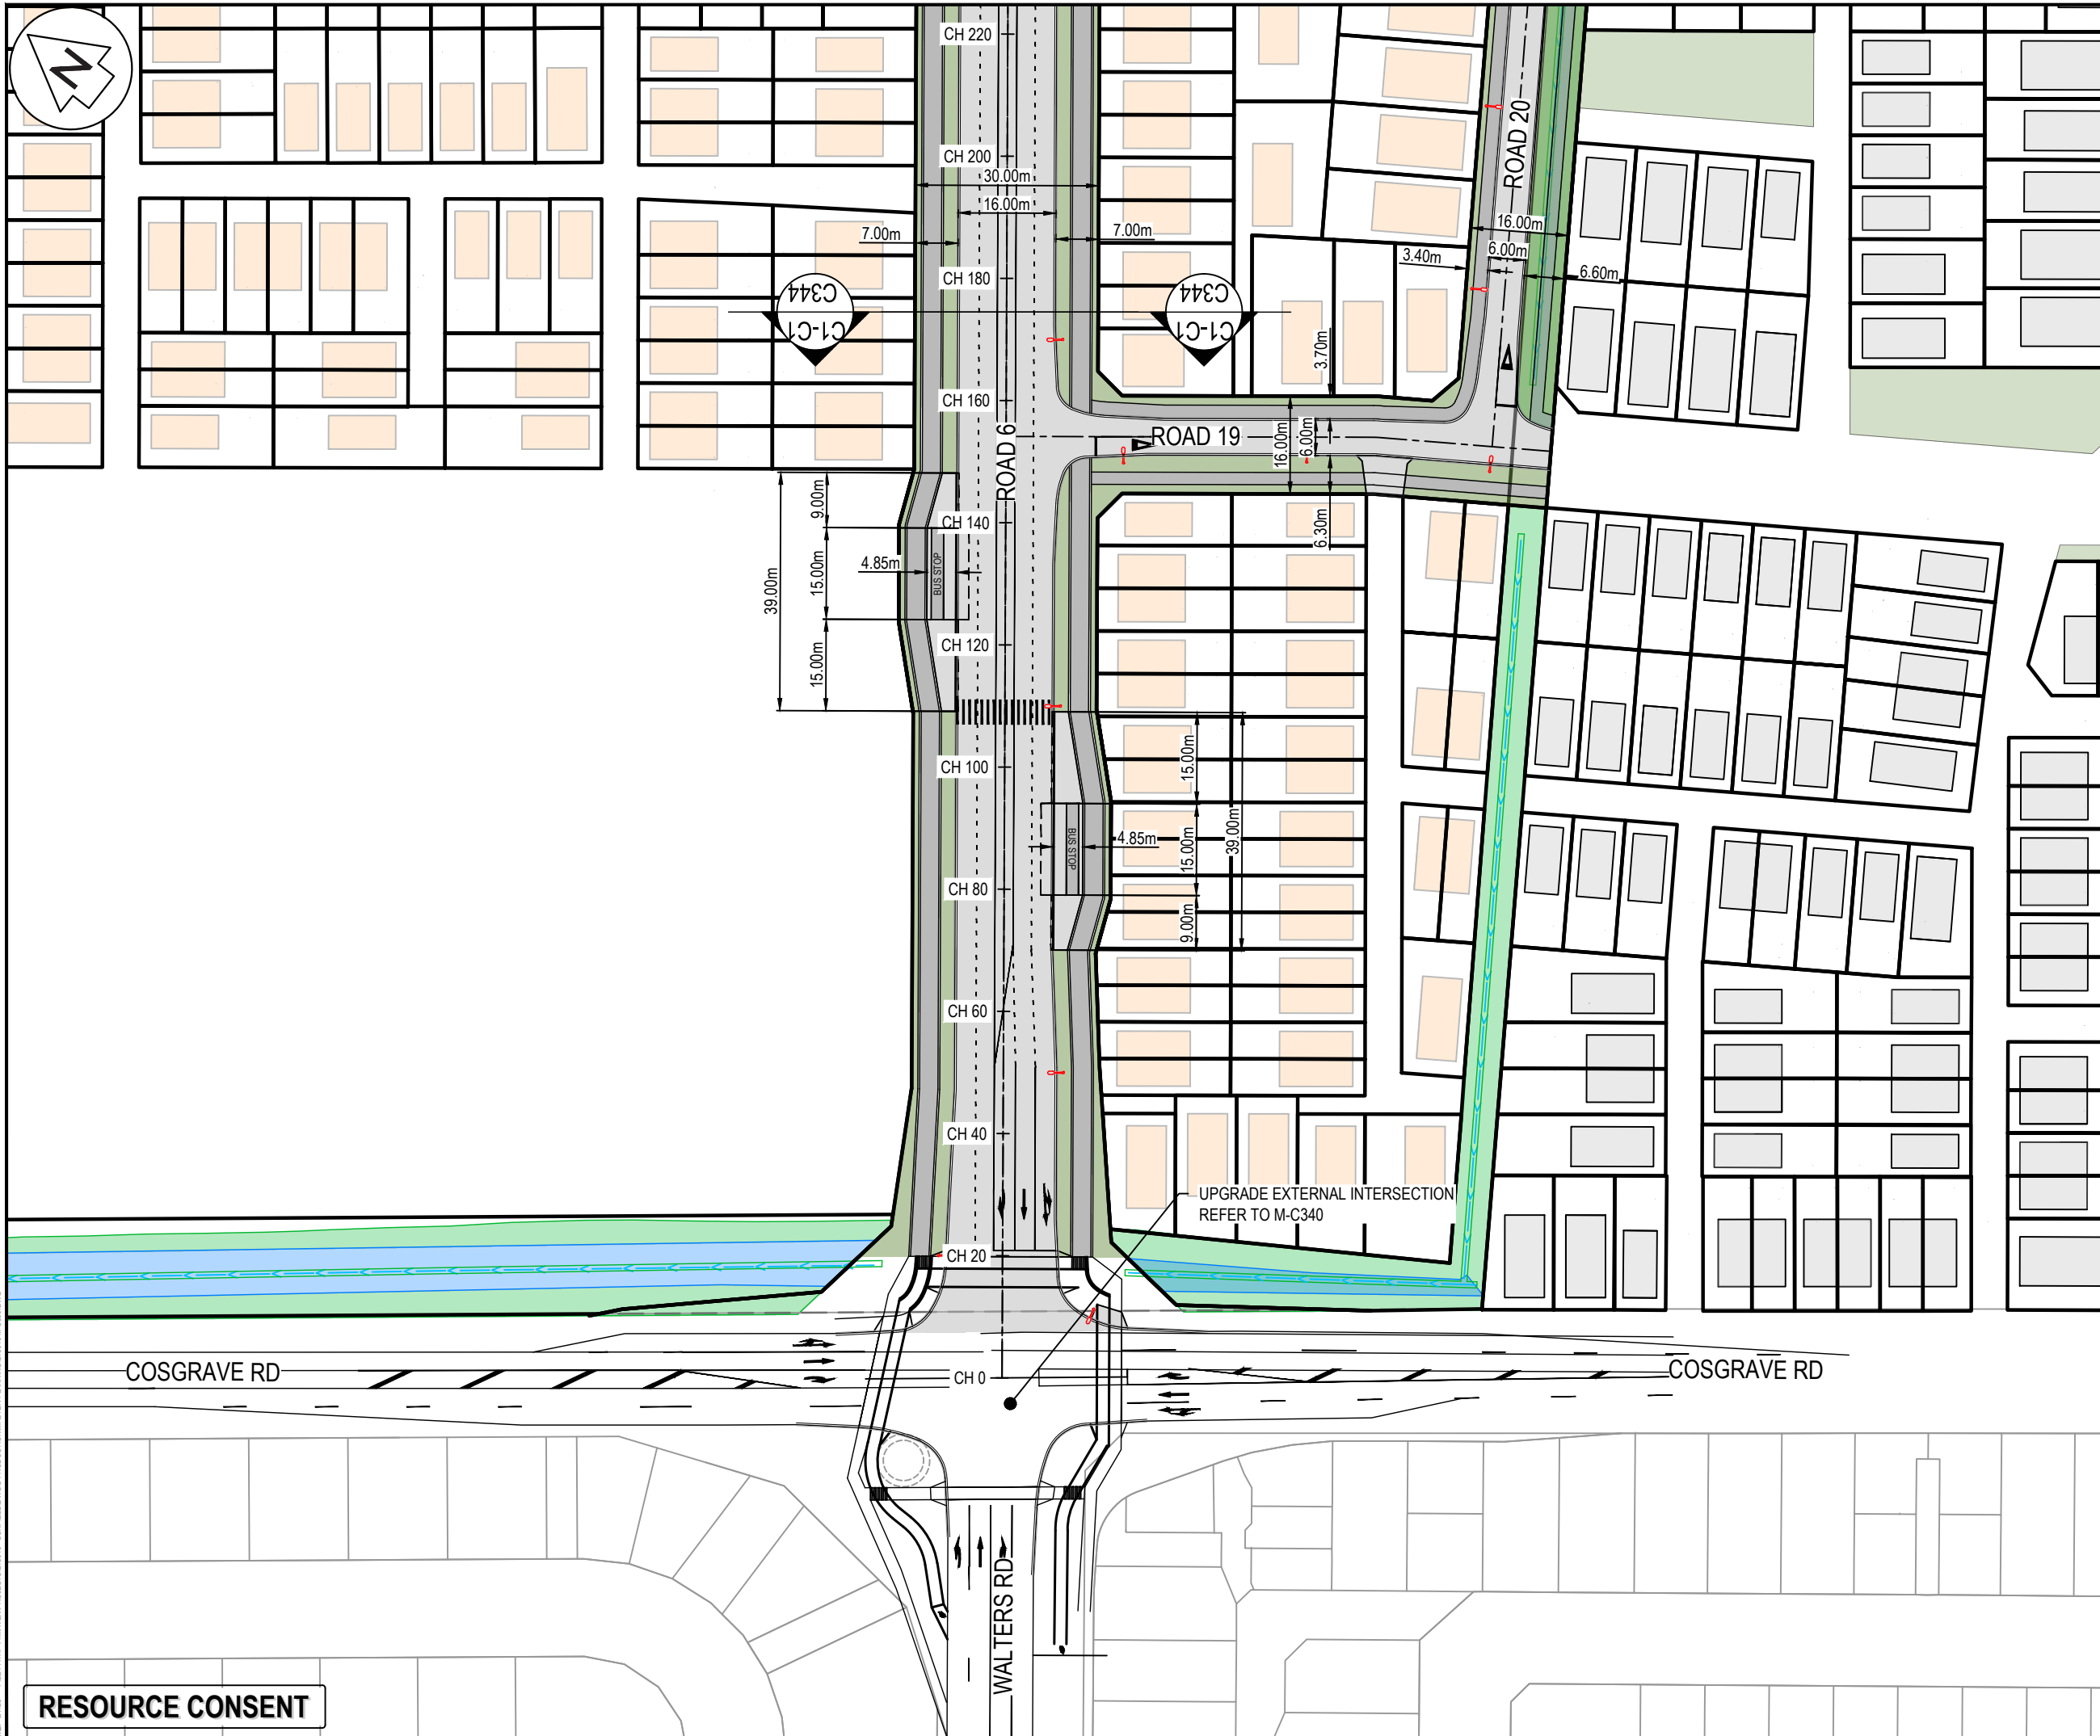 N
CH 220
CH 200
30.00m
16.00m
7.00m
7.00m
CH 180
C344
C1-C1
C344
C1-C1
ROAD 20
16.00m
6.00m
3.40m
6.60m
3.70m
CH 160
ROAD 6
ROAD 19
16.00m
6.00m
6.30m
CH 140
9.00m
15.00m
39.00m
15.00m
4.85m
BUS STOP
CH 120
CH 100
15.00m
15.00m
39.00m
9.00m
4.85m
BUS STOP
CH 80
CH 60
CH 40
UPGRADE EXTERNAL INTERSECTION
REFER TO M-C340
CH 20
COSGRAVE RD
CH 0
COSGRAVE RD
WALTERS RD
RESOURCE CONSENT